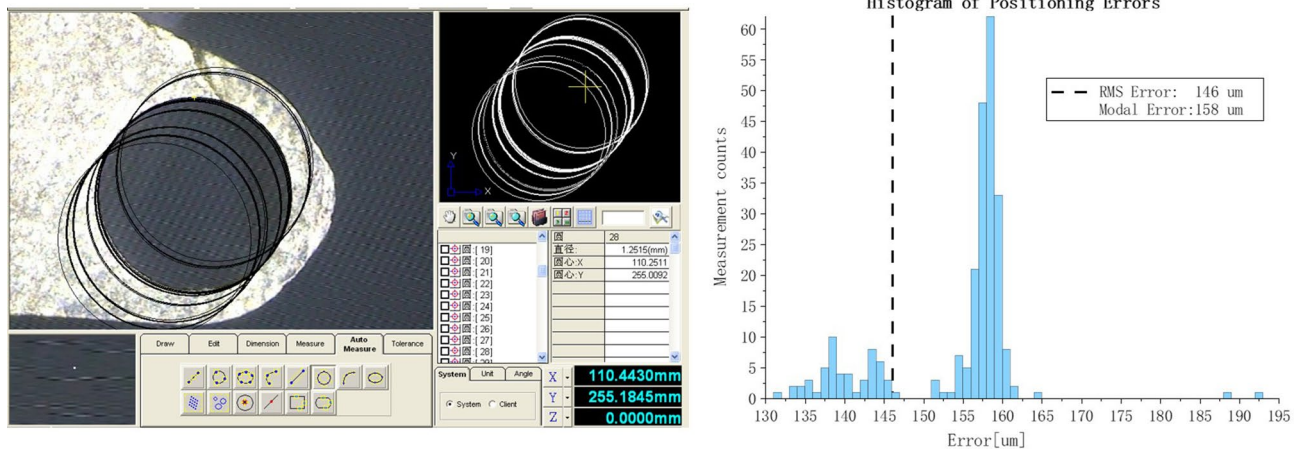 Y
X
圆
28
直径:
1.2515(mm)
圆心:X
110.2511
圆心:Y
255.0092
圆:[ 19]
圆:[ 20]
圆:[ 21]
圆:[ 22]
圆:[ 23]
圆:[ 24]
圆:[ 25]
圆:[ 26]
圆:[ 27]
圆:[ 28]
Draw Edit Dimension Measure Auto Measure Tolerance
System Unit Angle
System Client
X - 110.4430mm
Y - 255.1845mm
Z - 0.0000mm
Histogram of Positioning Errors
RMS Error: 146 um
Modal Error:158 um
Measurement counts
60
55
50
45
40
35
30
25
20
15
10
5
0
130 135 140 145 150 155 160 165 170 175 180 185 190 195
Error[um]